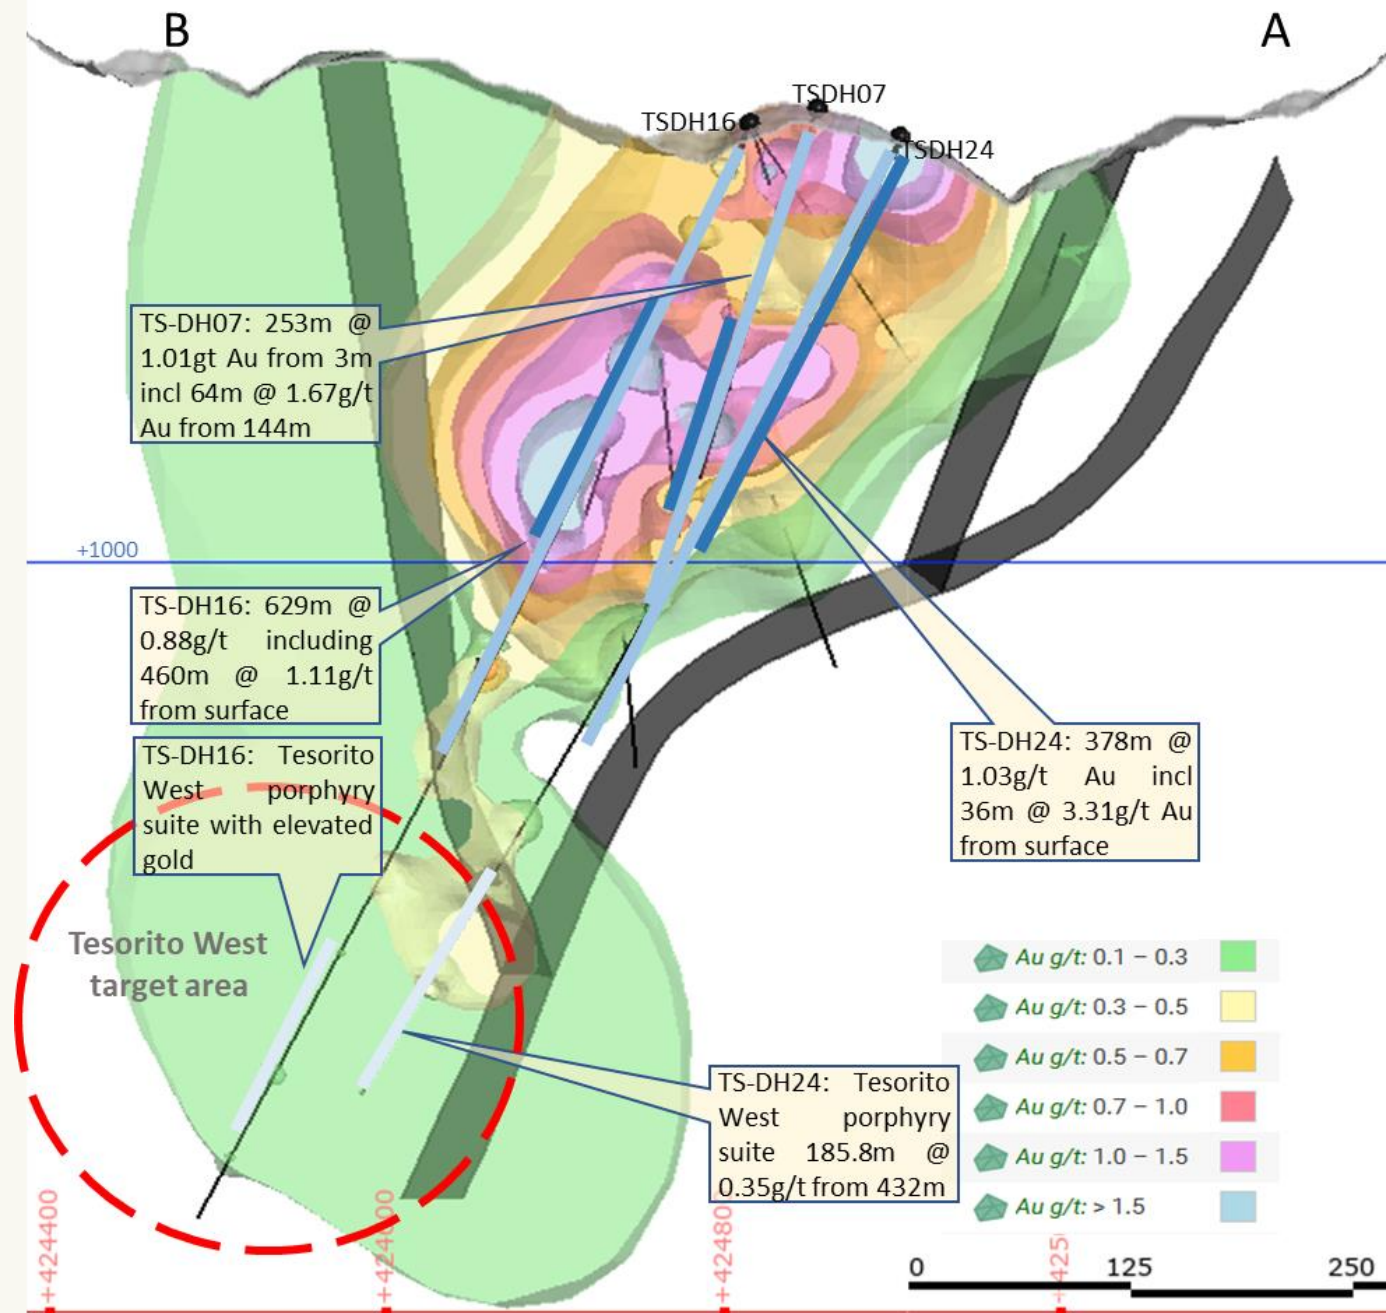 B
A
TSDH07
TSDH16
TSDH24
TS-DH07: 253m @
1.01gt Au from 3m
incl 64m @ 1.67g/t
Au from 144m
+1000
TS-DH16: 629m @
0.88g/t including
460m @ 1.11g/t
from surface
TS-DH16: Tesorito
West porphyry
suite with elevated
gold
TS-DH24: 378m @
1.03g/t Au incl
36m @ 3.31g/t Au
from surface
Tesorito West
target area
TS-DH24: Tesorito
West porphyry
suite 185.8m @
0.35g/t from 432m
Au g/t: 0.1 – 0.3
Au g/t: 0.3 – 0.5
Au g/t: 0.5 – 0.7
Au g/t: 0.7 – 1.0
Au g/t: 1.0 – 1.5
Au g/t: > 1.5
+424400
+424600
+424800
+425
0 125 250